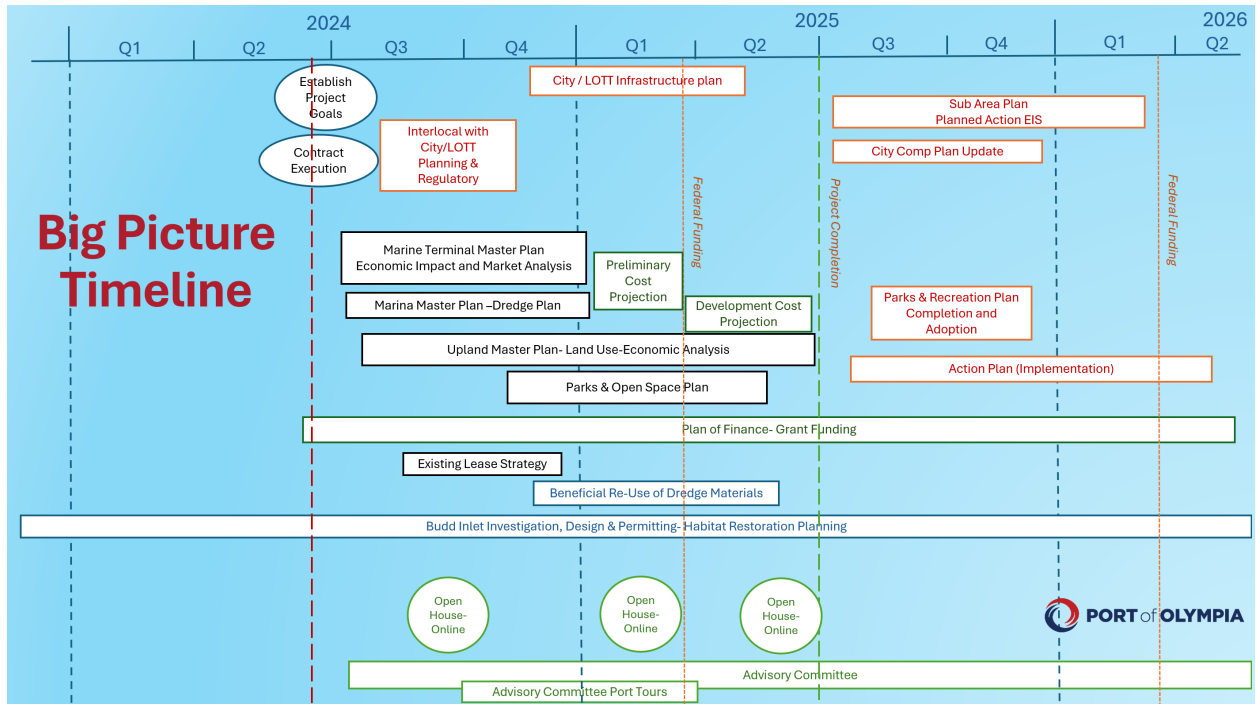 2024
2025
2026
Q1
Q2
Q3
Q4
Q1
Q2
Q3
Q4
Q1
Q2
Establish
Project
Goals
Contract
Execution
City / LOTT Infrastructure plan
Interlocal with
City/LOTT
Planning &
Regulatory
Sub Area Plan
Planned Action EIS
City Comp Plan Update
Federal Funding
Project Completion
Federal Funding
Big Picture
Timeline
Marine Terminal Master Plan
Economic Impact and Market Analysis
Preliminary
Cost
Projection
Marina Master Plan –Dredge Plan
Development Cost
Projection
Parks & Recreation Plan
Completion and
Adoption
Upland Master Plan- Land Use-Economic Analysis
Action Plan (Implementation)
Parks & Open Space Plan
Plan of Finance- Grant Funding
Existing Lease Strategy
Beneficial Re-Use of Dredge Materials
Budd Inlet Investigation, Design & Permitting- Habitat Restoration Planning
Open
House-
Online
Open
House-
Online
Open
House-
Online
PORT of OLYMPIA
Advisory Committee
Advisory Committee Port Tours